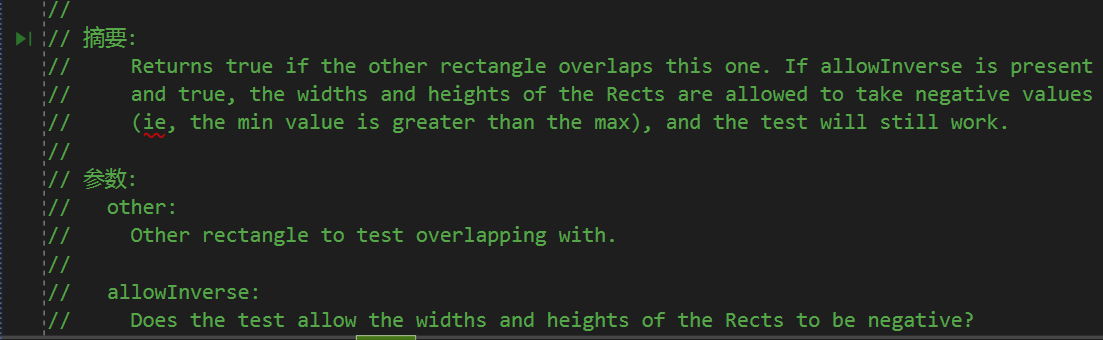 //
// 摘要:
//     Returns true if the other rectangle overlaps this one. If allowInverse is present
//     and true, the widths and heights of the Rects are allowed to take negative values
//     (ie, the min value is greater than the max), and the test will still work.
//
// 参数:
//   other:
//     Other rectangle to test overlapping with.
//
//   allowInverse:
//     Does the test allow the widths and heights of the Rects to be negative?